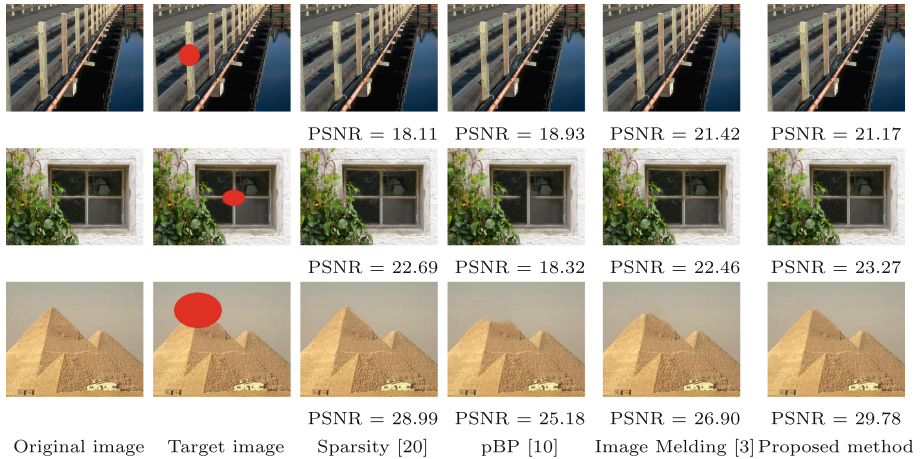 PSNR = 18.11 PSNR = 18.93 PSNR = 21.42 PSNR = 21.17
PSNR = 22.69 PSNR = 18.32 PSNR = 22.46 PSNR = 23.27
PSNR = 28.99 PSNR = 25.18 PSNR = 26.90 PSNR = 29.78
Original image Target image Sparsity [20] pBP [10] Image Melding [3] Proposed method